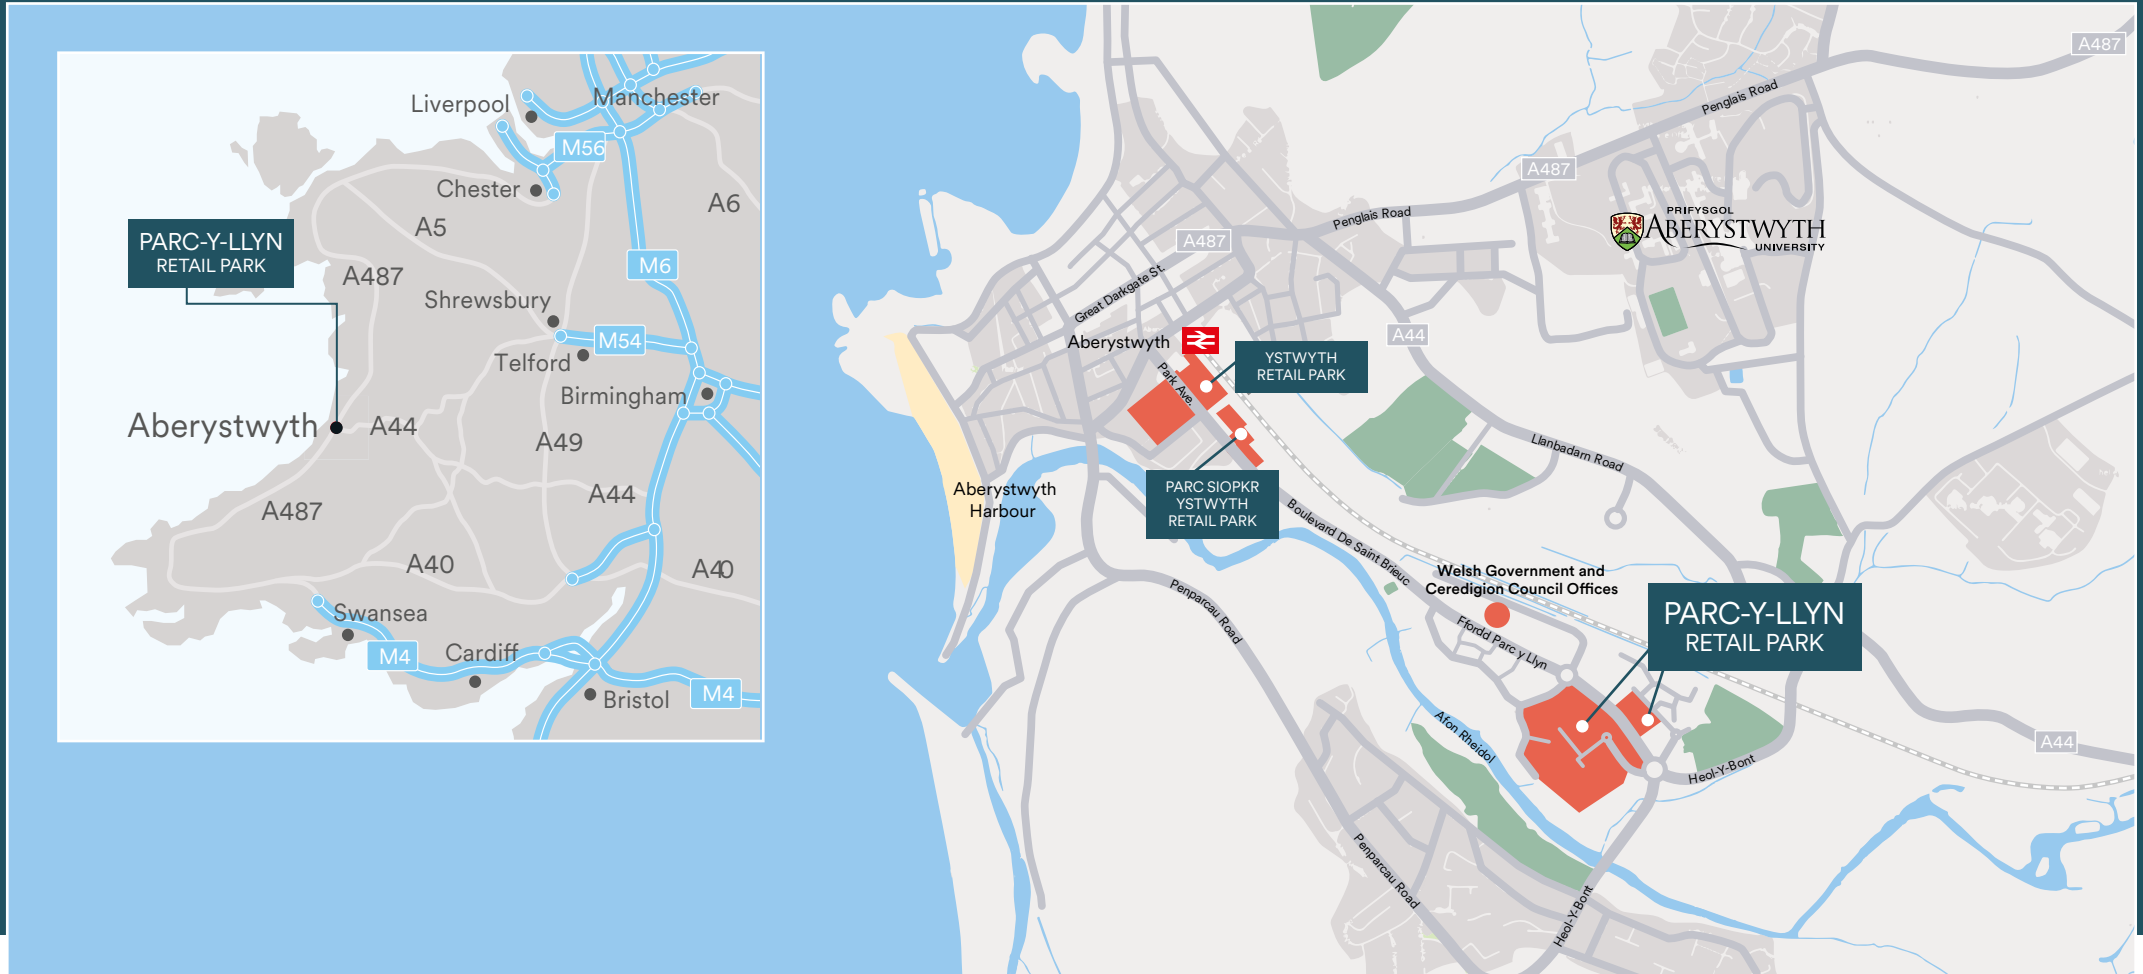 Liverpool
Manchester
M56
Chester
A6
A5
PARC-Y-LLYN
RETAIL PARK
A487
M6
Shrewsbury
M54
Telford
Birmingham
Aberystwyth
A44
A49
A44
A487
A40
A40
Swansea
M4
Cardiff
M4
Bristol
A487
Penglais Road
A487
PRIFYSGOL
ABERYSTWYTH
UNIVERSITY
Penglais Road
A487
Great Darkgate St.
A44
Aberystwyth
YSTWYTH
RETAIL PARK
Park Ave.
Llanbadarn Road
Aberystwyth
Harbour
PARC SIOPKR
YSTWYTH
RETAIL PARK
Boulevard De Saint Brieuc
Welsh Government and
Ceredigion Council Offices
Penparcau Road
Ffordd Parc y Llyn
PARC-Y-LLYN
RETAIL PARK
Afon Rheidol
A44
Heol-Y-Bont
Penparcau Road
Heol-Y-Bont